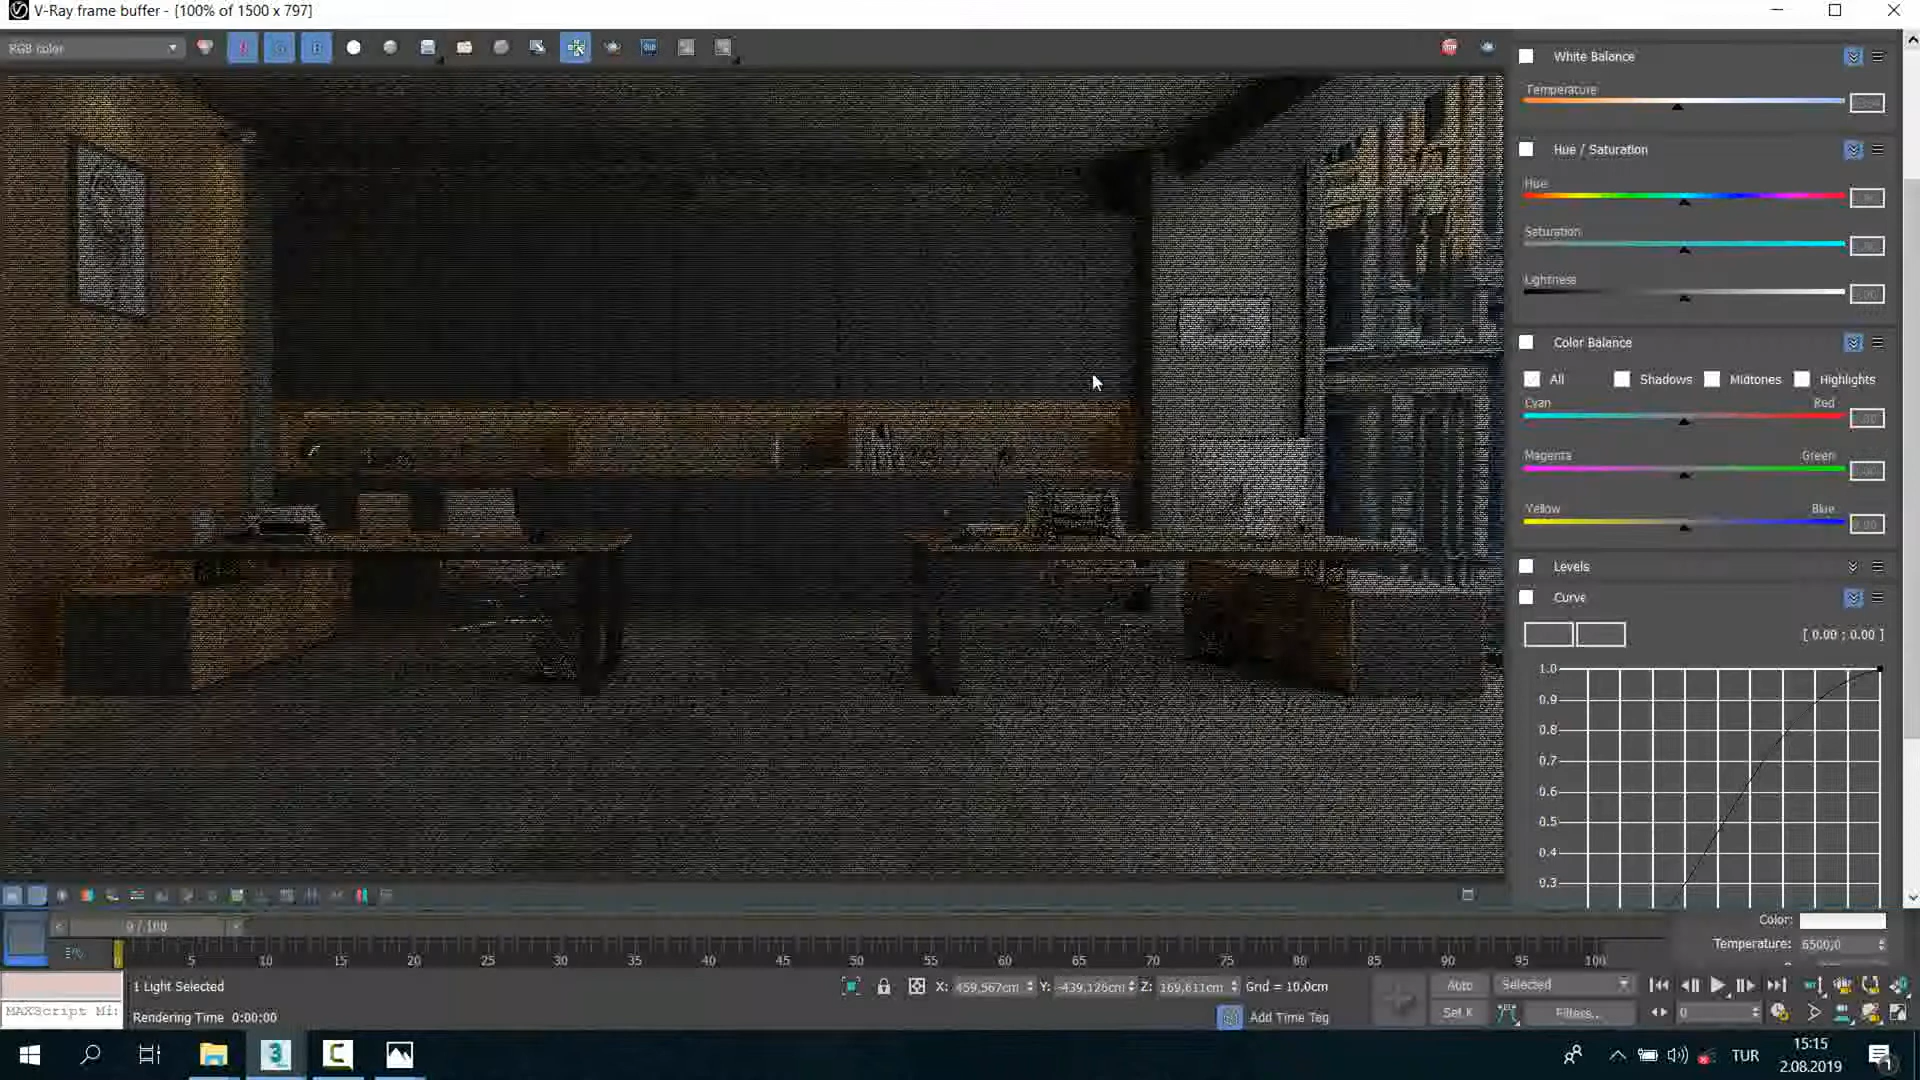 V-Ray frame buffer - [100% of 1500 x 797]
RGB color
White Balance
Temperature
Hue / Saturation
Hue
Saturation
Lightness
Color Balance
All Shadows Midtones Highlights
Cyan Red
Magenta Green
Yellow Blue
Levels
Curve
[ 0.00 ; 0.00 ]
1.0
0.9
0.8
0.7
0.6
0.5
0.4
0.3
0 / 100
Color:
Temperature: 6500,0
0 5 10 15 20 25 30 35 40 45 50 55 60 65 70 75 80 85 90 95 100
1 Light Selected
X: 459,567cm Y: -439,126cm Z: 169,611cm Grid = 10,0cm
Auto Selected
MAXScript Mi:
Rendering Time 0:00:00
Add Time Tag
Set K Filters...
0
TUR
15:15
2.08.2019
1